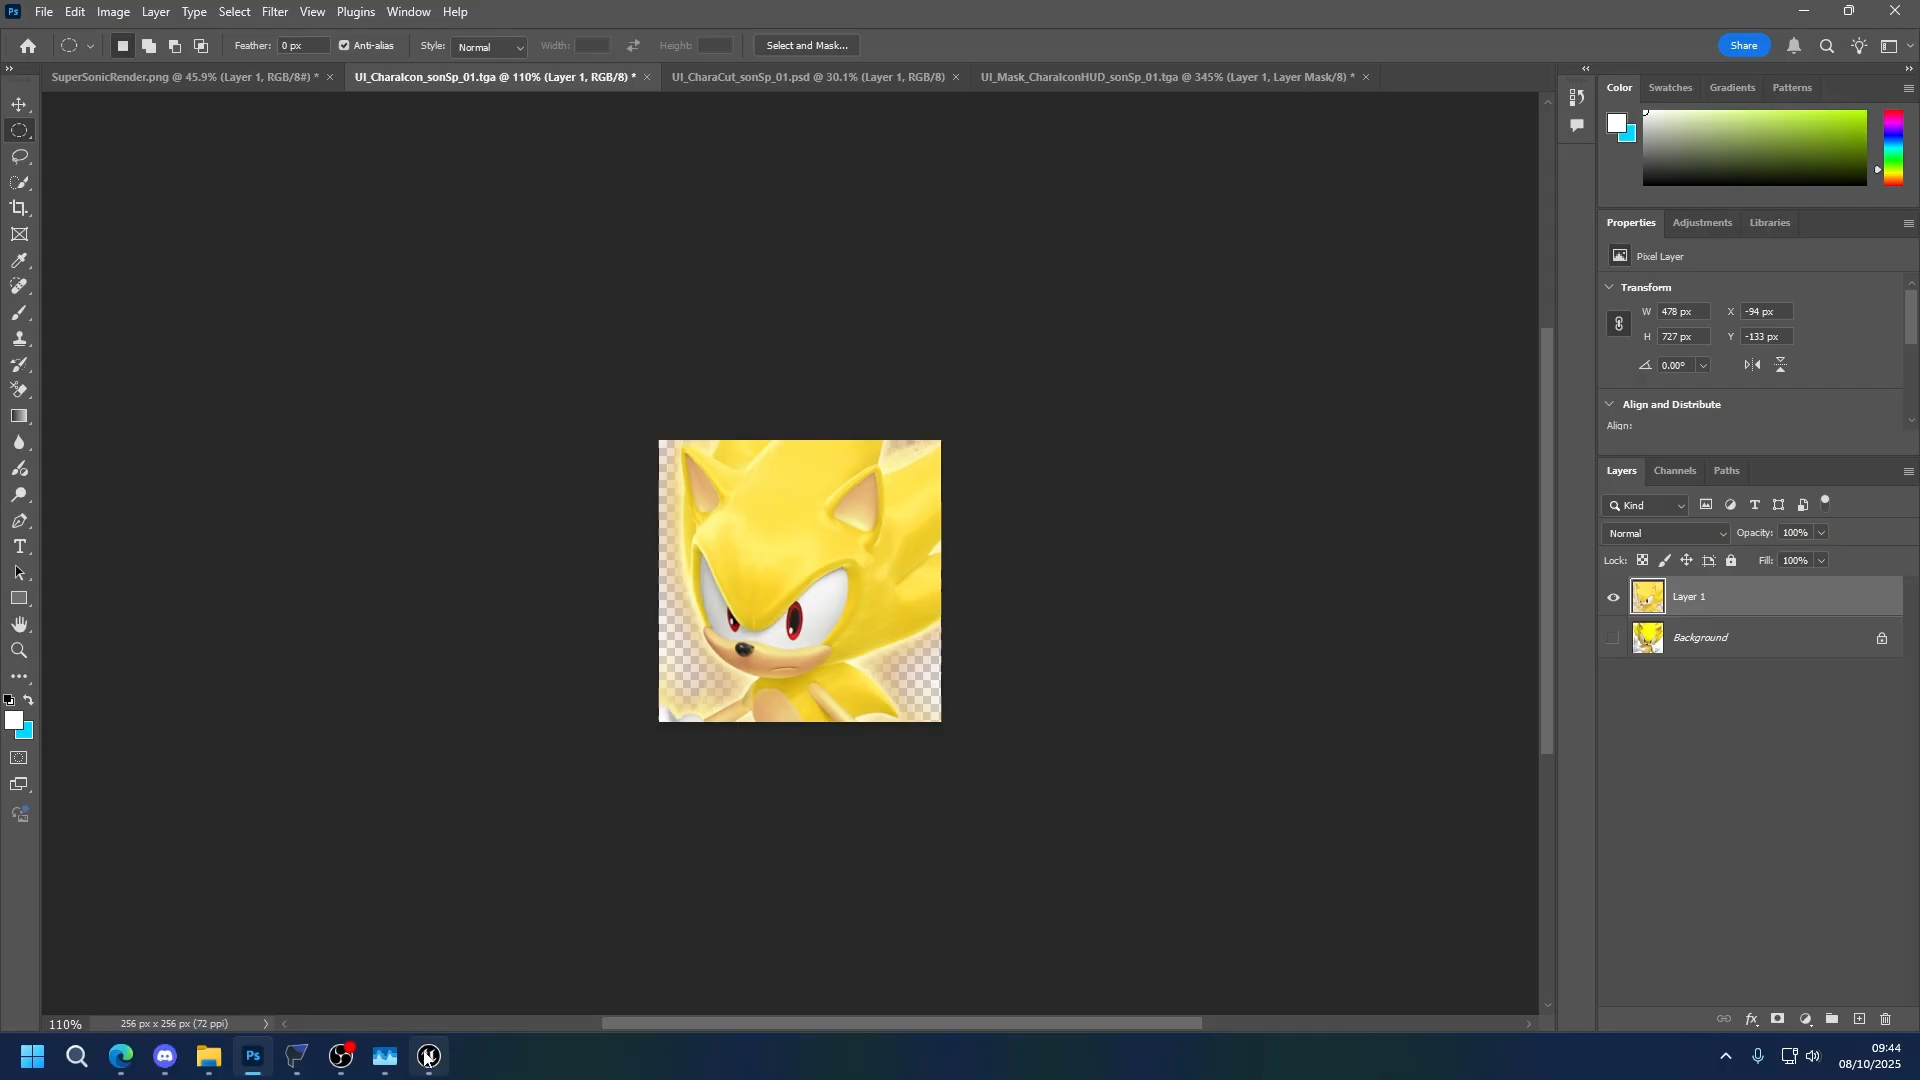 Ps File Edit Image Layer Type Select Filter View Plugins Window Help
Feather: 0 px Anti-alias Style: Normal Width: Height: Select and Mask... Share
SuperSonicRender.png @ 45.9% (Layer 1, RGB/8#) * UI_CharaIcon_sonSp_01.tga @ 110% (Layer 1, RGB/8) * UI_CharaCut_sonSp_01.psd @ 30.1% (Layer 1, RGB/8) UI_Mask_CharaIconHUD_sonSp_01.tga @ 345% (Layer 1, Layer Mask/8) *
Color Swatches Gradients Patterns
Properties Adjustments Libraries
Pixel Layer
Transform
W 478 px X -94 px
H 727 px Y -133 px
0.00°
Align and Distribute
Align:
Layers Channels Paths
Kind
Normal Opacity: 100%
Lock: Fill: 100%
Layer 1
Background
110% 256 px x 256 px (72 ppi)
Ps
09:44
08/10/2025